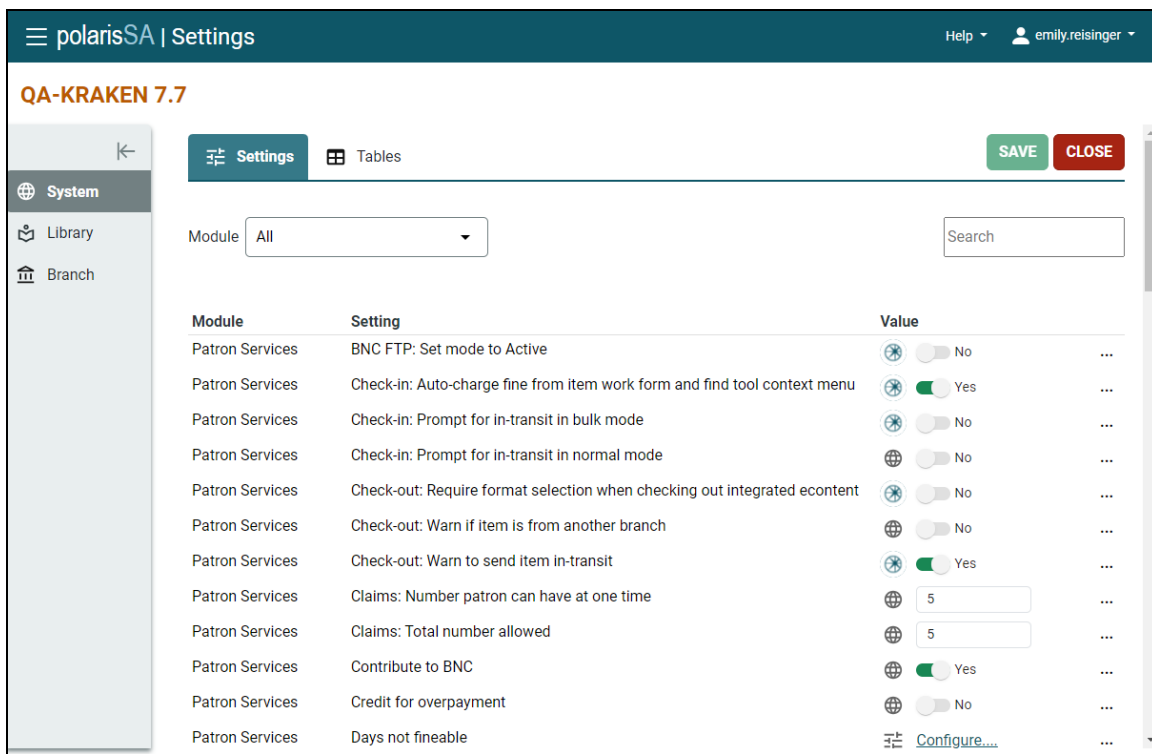 polarisSA | Settings Help emily.reisinger
QA-KRAKEN 7.7
Settings Tables SAVE CLOSE
System
Library
Branch
Module All Search
Module Setting Value
Patron Services BNC FTP: Set mode to Active No ...
Patron Services Check-in: Auto-charge fine from item work form and find tool context menu Yes ...
Patron Services Check-in: Prompt for in-transit in bulk mode No ...
Patron Services Check-in: Prompt for in-transit in normal mode No ...
Patron Services Check-out: Require format selection when checking out integrated econtent No ...
Patron Services Check-out: Warn if item is from another branch No ...
Patron Services Check-out: Warn to send item in-transit Yes ...
Patron Services Claims: Number patron can have at one time 5 ...
Patron Services Claims: Total number allowed 5 ...
Patron Services Contribute to BNC Yes ...
Patron Services Credit for overpayment No ...
Patron Services Days not fineable Configure.... ...